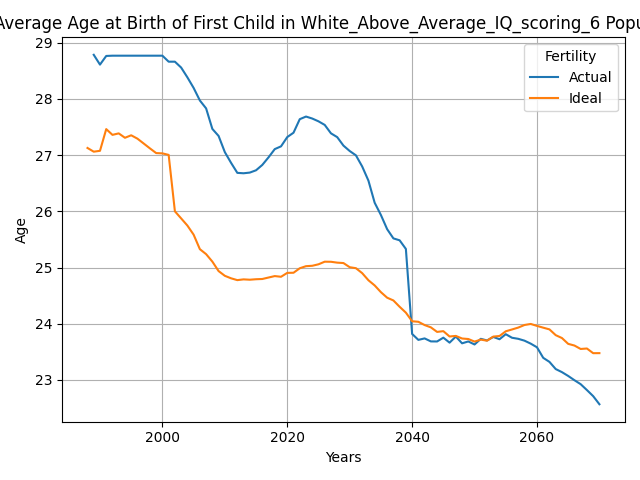 Average Age at Birth of First Child in White_Above_Average_IQ_scoring_6
Fertility
Actual
Ideal
Age
29
28
27
26
25
24
23
2000 2020 2040 2060
Years